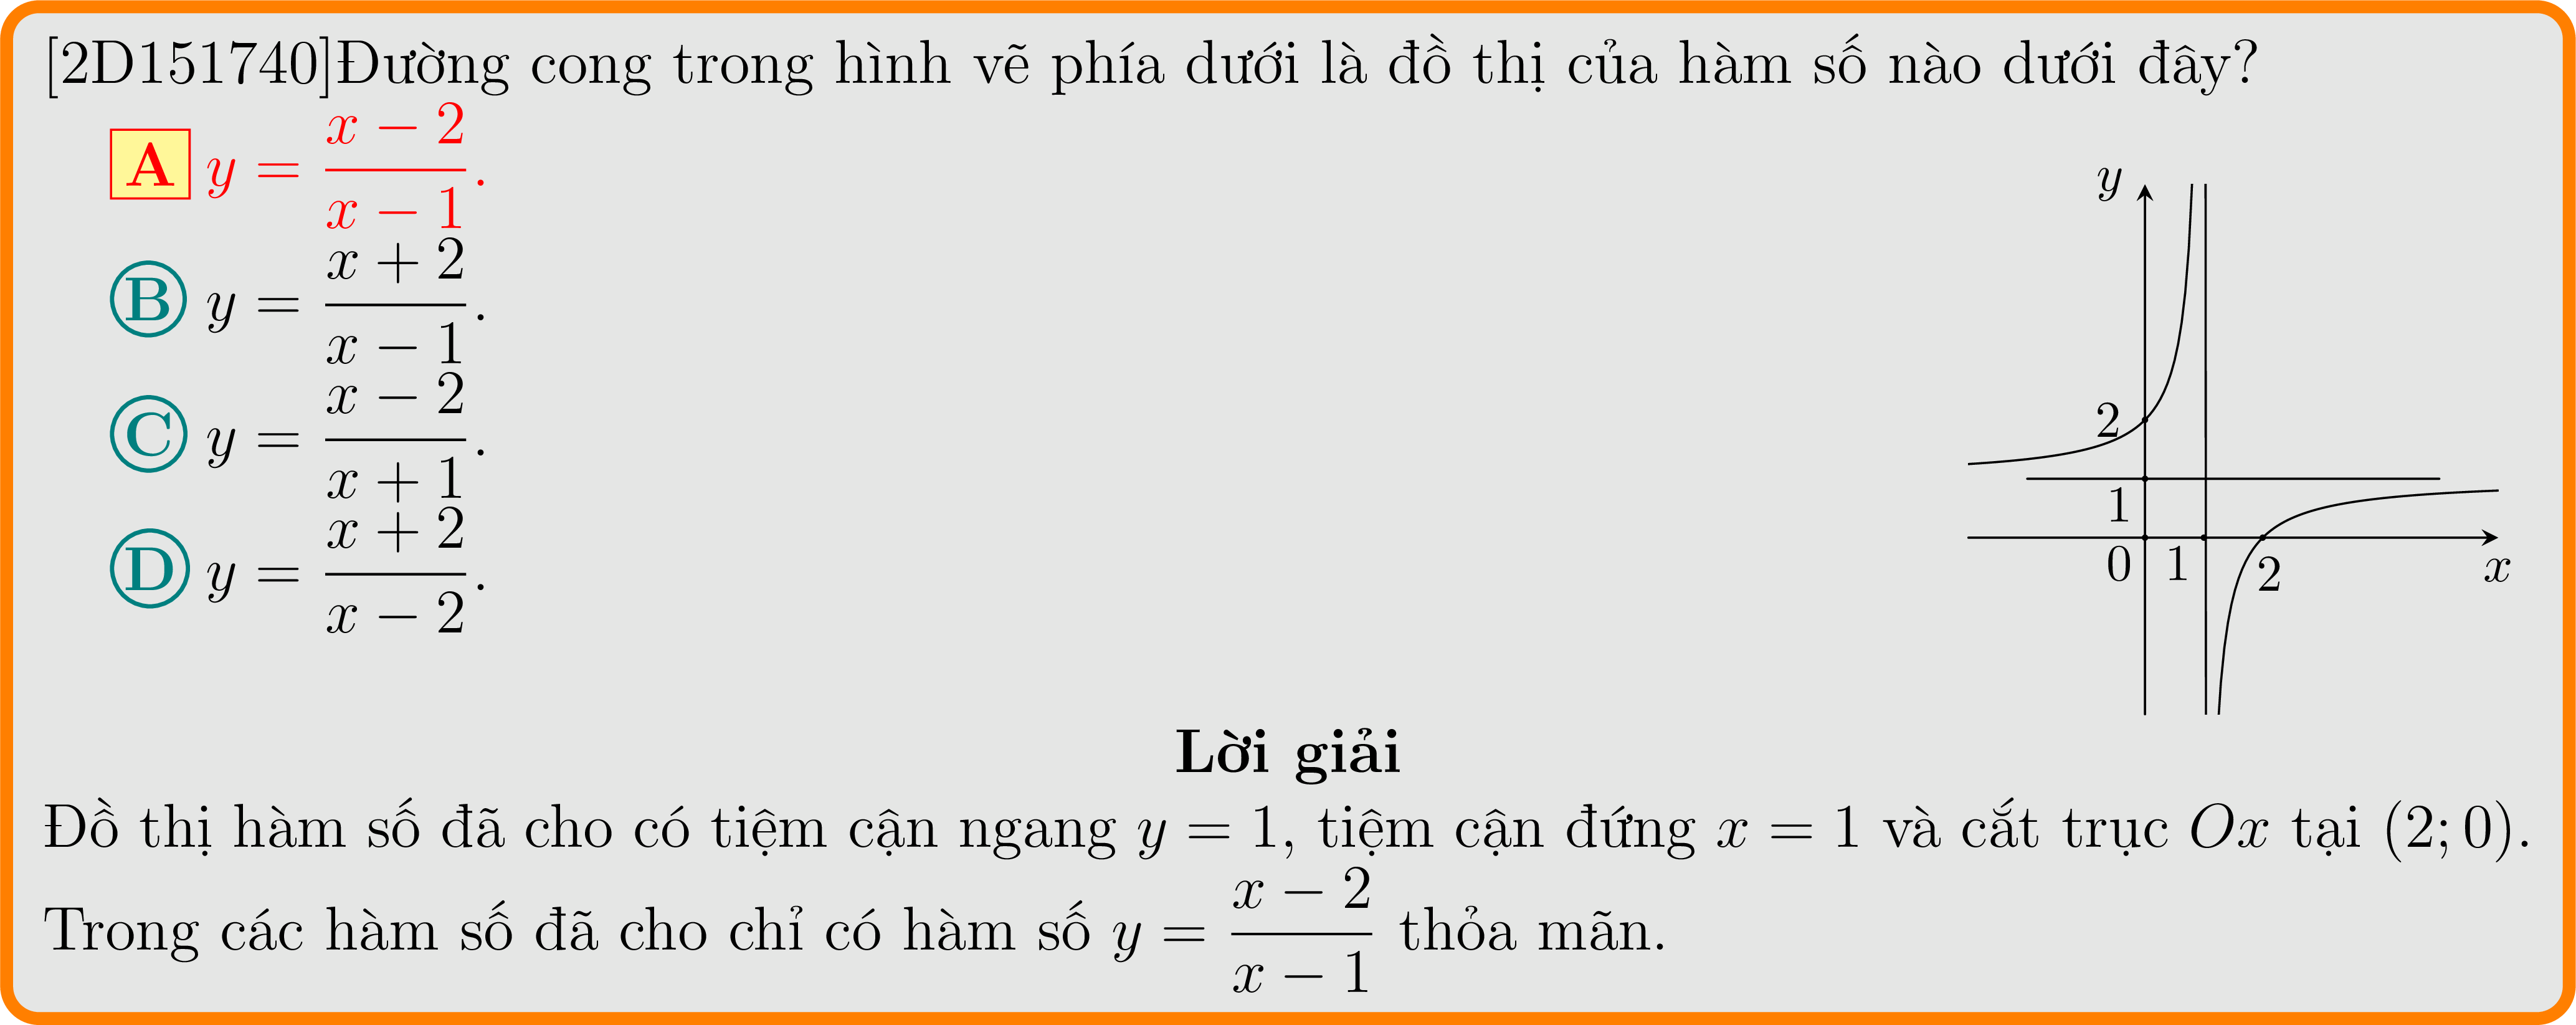 [2D151740]Đường cong trong hình vẽ phía dưới là đồ thị của hàm số nào dưới đây?
A y = \frac{x − 2}{x − 1}.
B y = \frac{x + 2}{x − 1}.
C y = \frac{x − 2}{x + 1}.
D y = \frac{x + 2}{x − 2}.
y
2
1
0 1 2 x
Lời giải
Đồ thị hàm số đã cho có tiệm cận ngang y = 1, tiệm cận đứng x = 1 và cắt trục Ox tại (2; 0).
Trong các hàm số đã cho chỉ có hàm số y = \frac{x − 2}{x − 1} thỏa mãn.